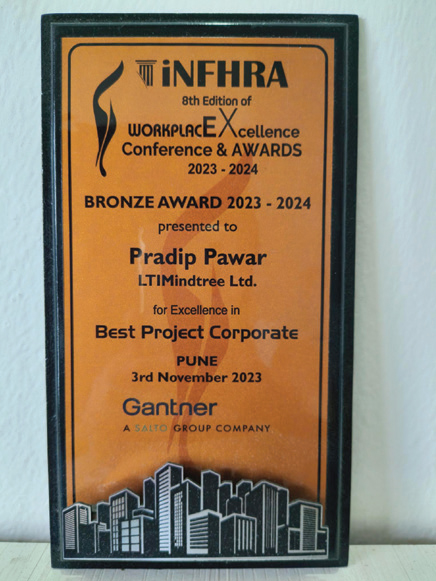 iNFHRA
8th Edition of
WORKPLACEXcellence
Conference & AWARDS
2023 - 2024
BRONZE AWARD 2023 - 2024
presented to
Pradip Pawar
LTIMindtree Ltd.
for Excellence in
Best Project Corporate
PUNE
3rd November 2023
Gantner
A SALTO GROUP COMPANY